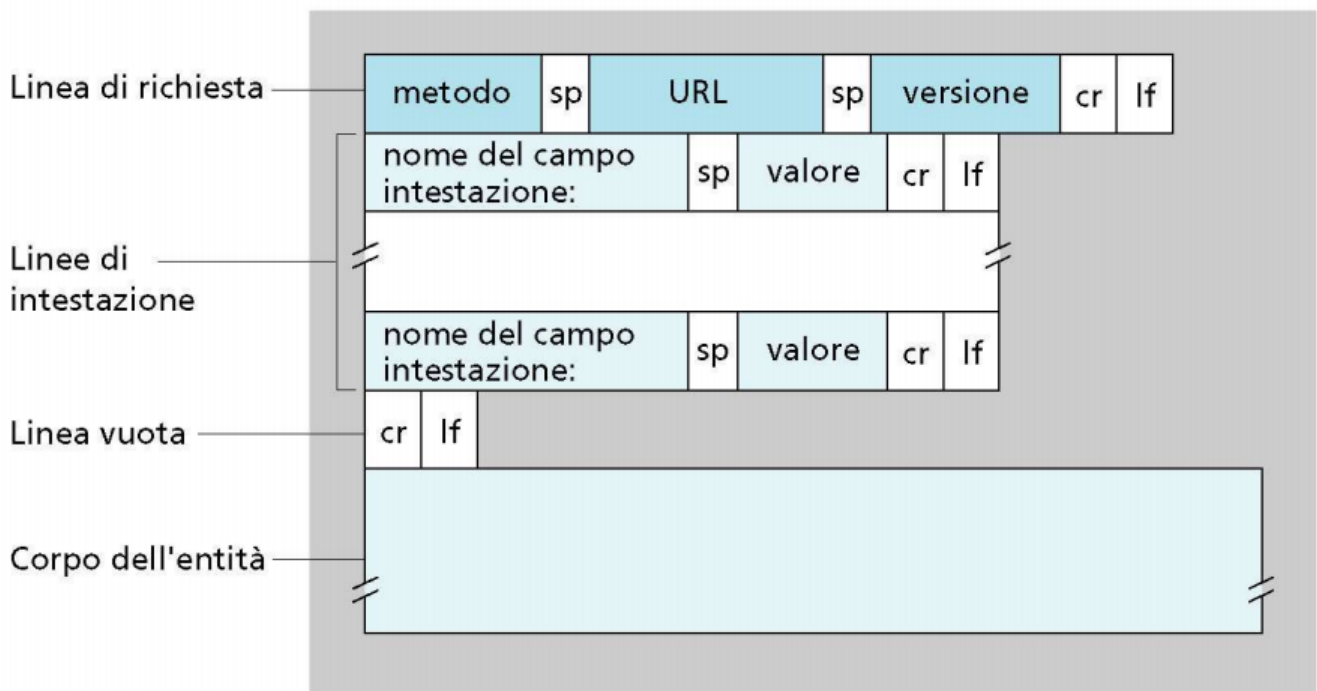 Linea di richiesta
metodo sp URL sp versione cr lf
nome del campo
intestazione: sp valore cr lf
Linee di
intestazione
nome del campo
intestazione: sp valore cr lf
Linea vuota
cr lf
Corpo dell'entità